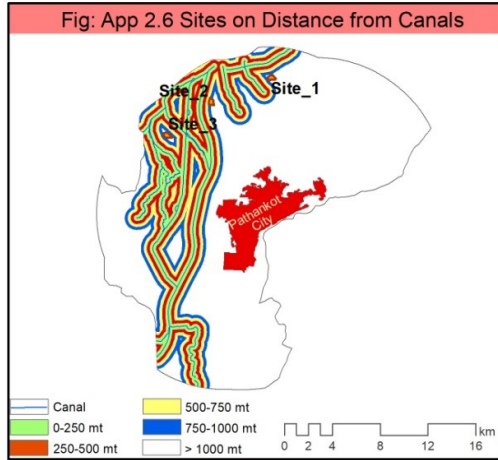 Fig: App 2.6 Sites on Distance from Canals
Site_1
Site_2
Site_3
Pathankot
City
Canal
0-250 mt
250-500 mt
500-750 mt
750-1000 mt
> 1000 mt
km
0 2 4 8 12 16